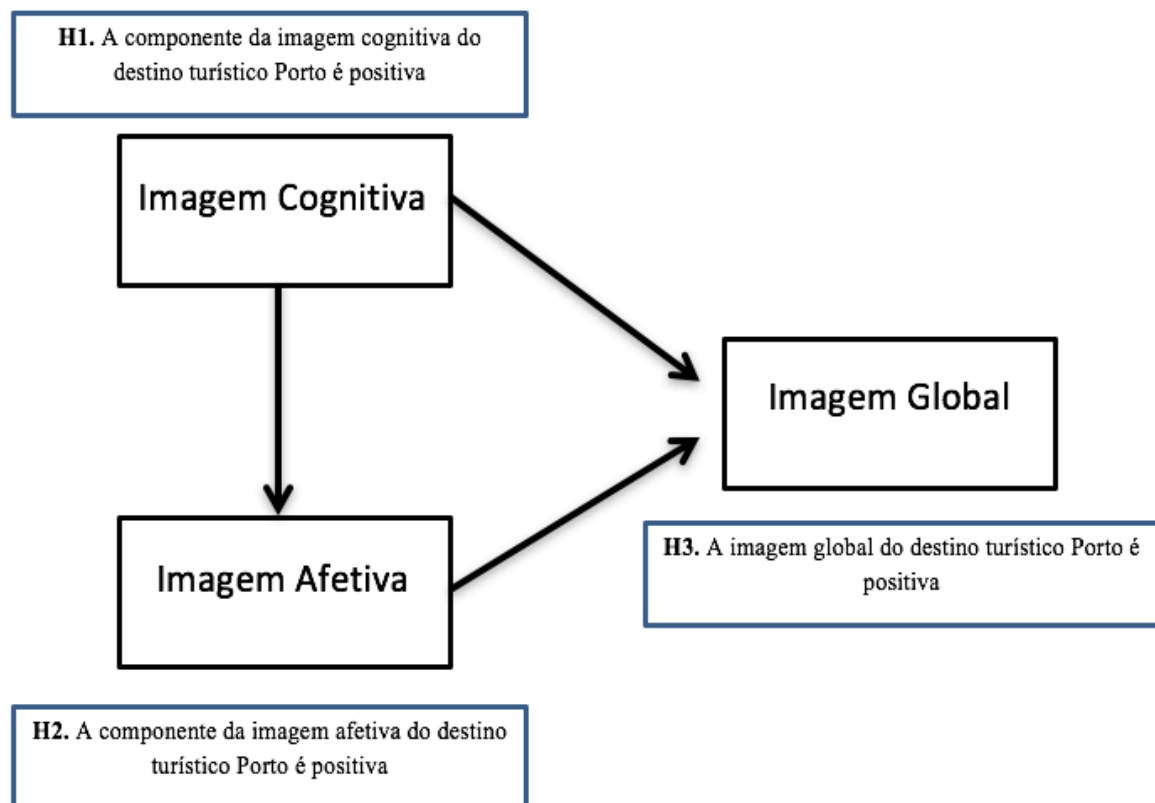 H1. A componente da imagem cognitiva do
destino turístico Porto é positiva
Imagem Cognitiva
Imagem Global
H3. A imagem global do destino turístico Porto é
positiva
Imagem Afetiva
H2. A componente da imagem afetiva do destino
turístico Porto é positiva